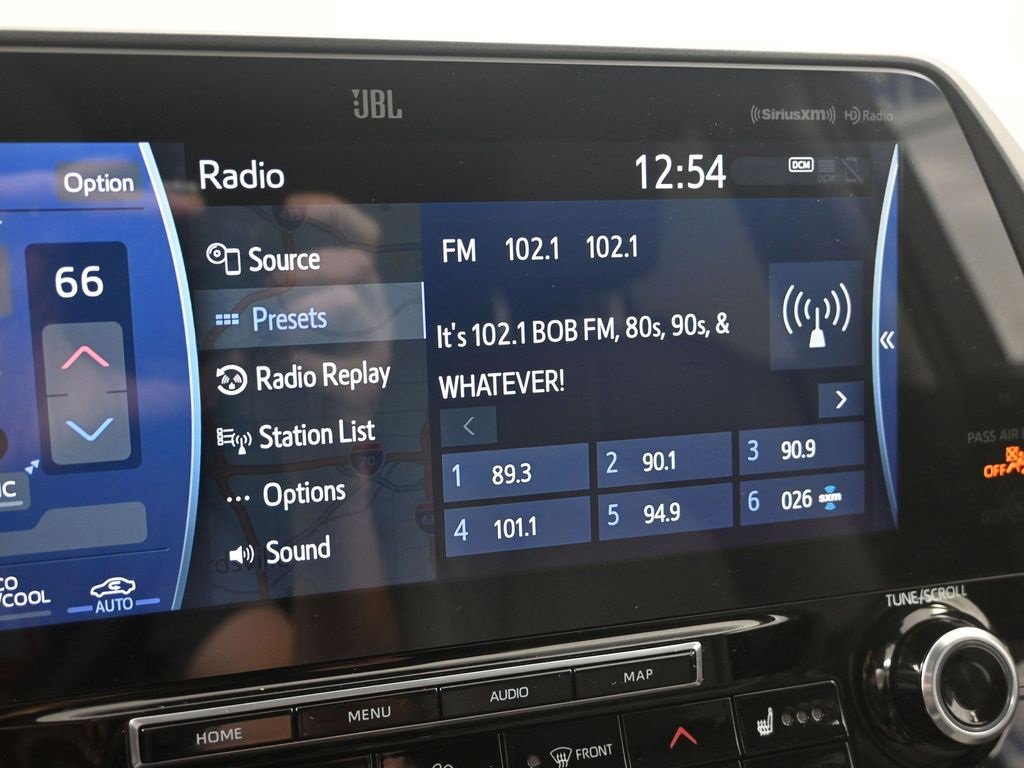 JBL
((SiriusXM)) HD Radio
Option
Radio
12:54
DCM
66
Source
Presets
Radio Replay
Station List
Options
Sound
FM 102.1 102.1
It's 102.1 BOB FM, 80s, 90s, &
WHATEVER!
1 89.3
2 90.1
3 90.9
4 101.1
5 94.9
6 026 sxm
70
AUTO
/COOL
PASS AIR
OFF
TUNE/SCROLL
HOME
MENU
AUDIO
MAP
FRONT